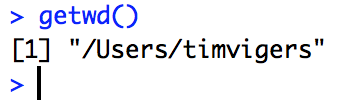 > getwd()
[1] "/Users/timvigers"
>